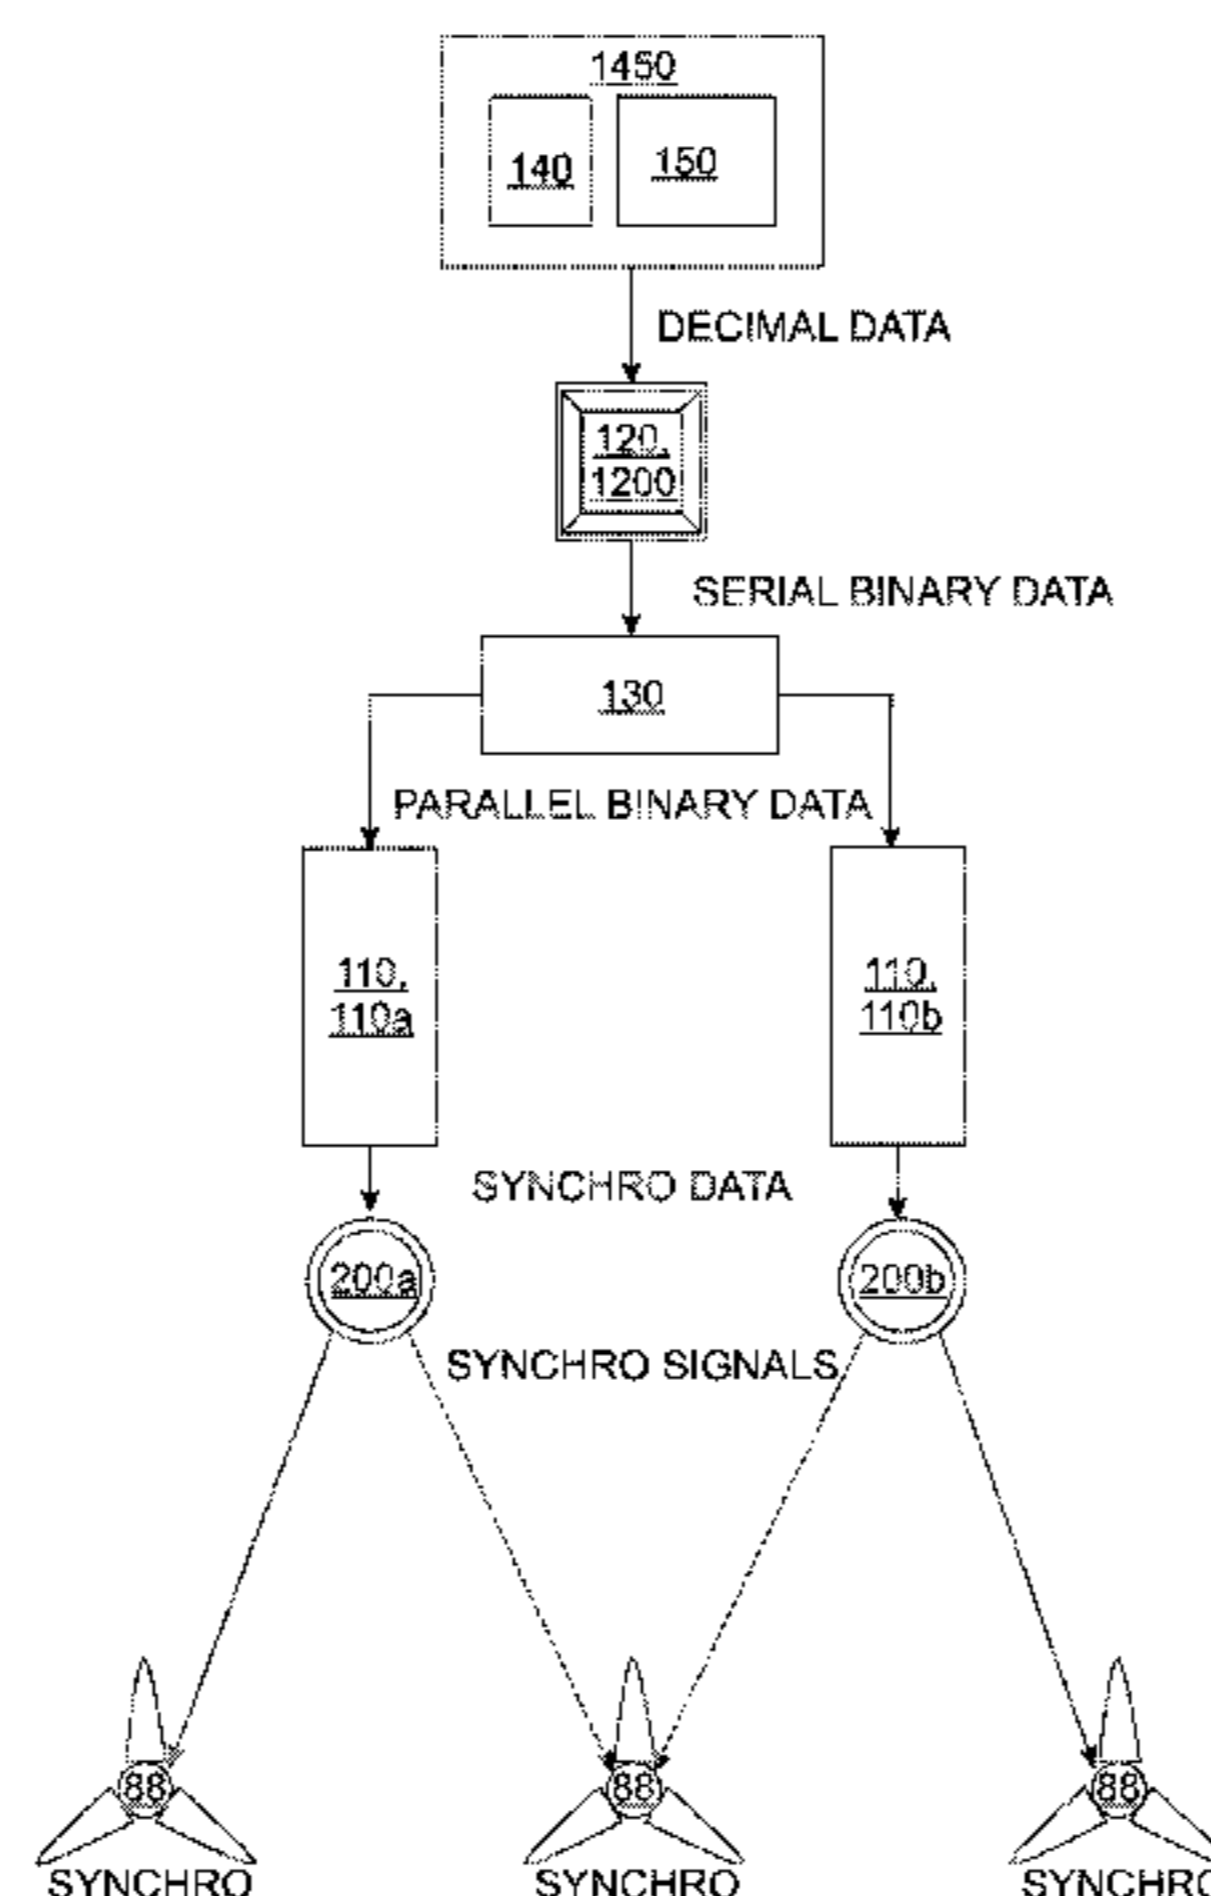 1450
140 150
DECIMAL DATA
120,
1200
SERIAL BINARY DATA
130
PARALLEL BINARY DATA
110,
110a
110,
110b
SYNCHRO DATA
200a 200b
SYNCHRO SIGNALS
88 88 88
SYNCHRO SYNCHRO SYNCHRO